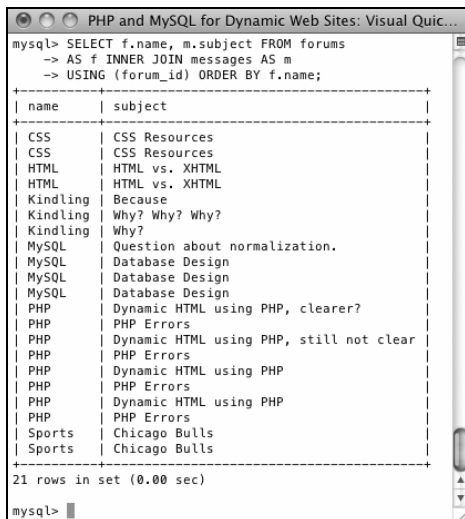 PHP and MySQL for Dynamic Web Sites: Visual Quic...
mysql> SELECT f.name, m.subject FROM forums
    -> AS f INNER JOIN messages AS m
    -> USING (forum_id) ORDER BY f.name;
+----------+------------------------------------+
| name     | subject                            |
+----------+------------------------------------+
| CSS      | CSS Resources                      |
| CSS      | CSS Resources                      |
| HTML     | HTML vs. XHTML                     |
| HTML     | HTML vs. XHTML                     |
| Kindling | Because                            |
| Kindling | Why? Why? Why?                     |
| Kindling | Why?                               |
| MySQL    | Question about normalization.      |
| MySQL    | Database Design                    |
| MySQL    | Database Design                    |
| MySQL    | Database Design                    |
| PHP      | Dynamic HTML using PHP, clearer?   |
| PHP      | PHP Errors                         |
| PHP      | Dynamic HTML using PHP, still not clear |
| PHP      | PHP Errors                         |
| PHP      | Dynamic HTML using PHP             |
| PHP      | PHP Errors                         |
| PHP      | Dynamic HTML using PHP             |
| PHP      | PHP Errors                         |
| Sports   | Chicago Bulls                      |
| Sports   | Chicago Bulls                      |
+----------+------------------------------------+
21 rows in set (0.00 sec)
mysql>